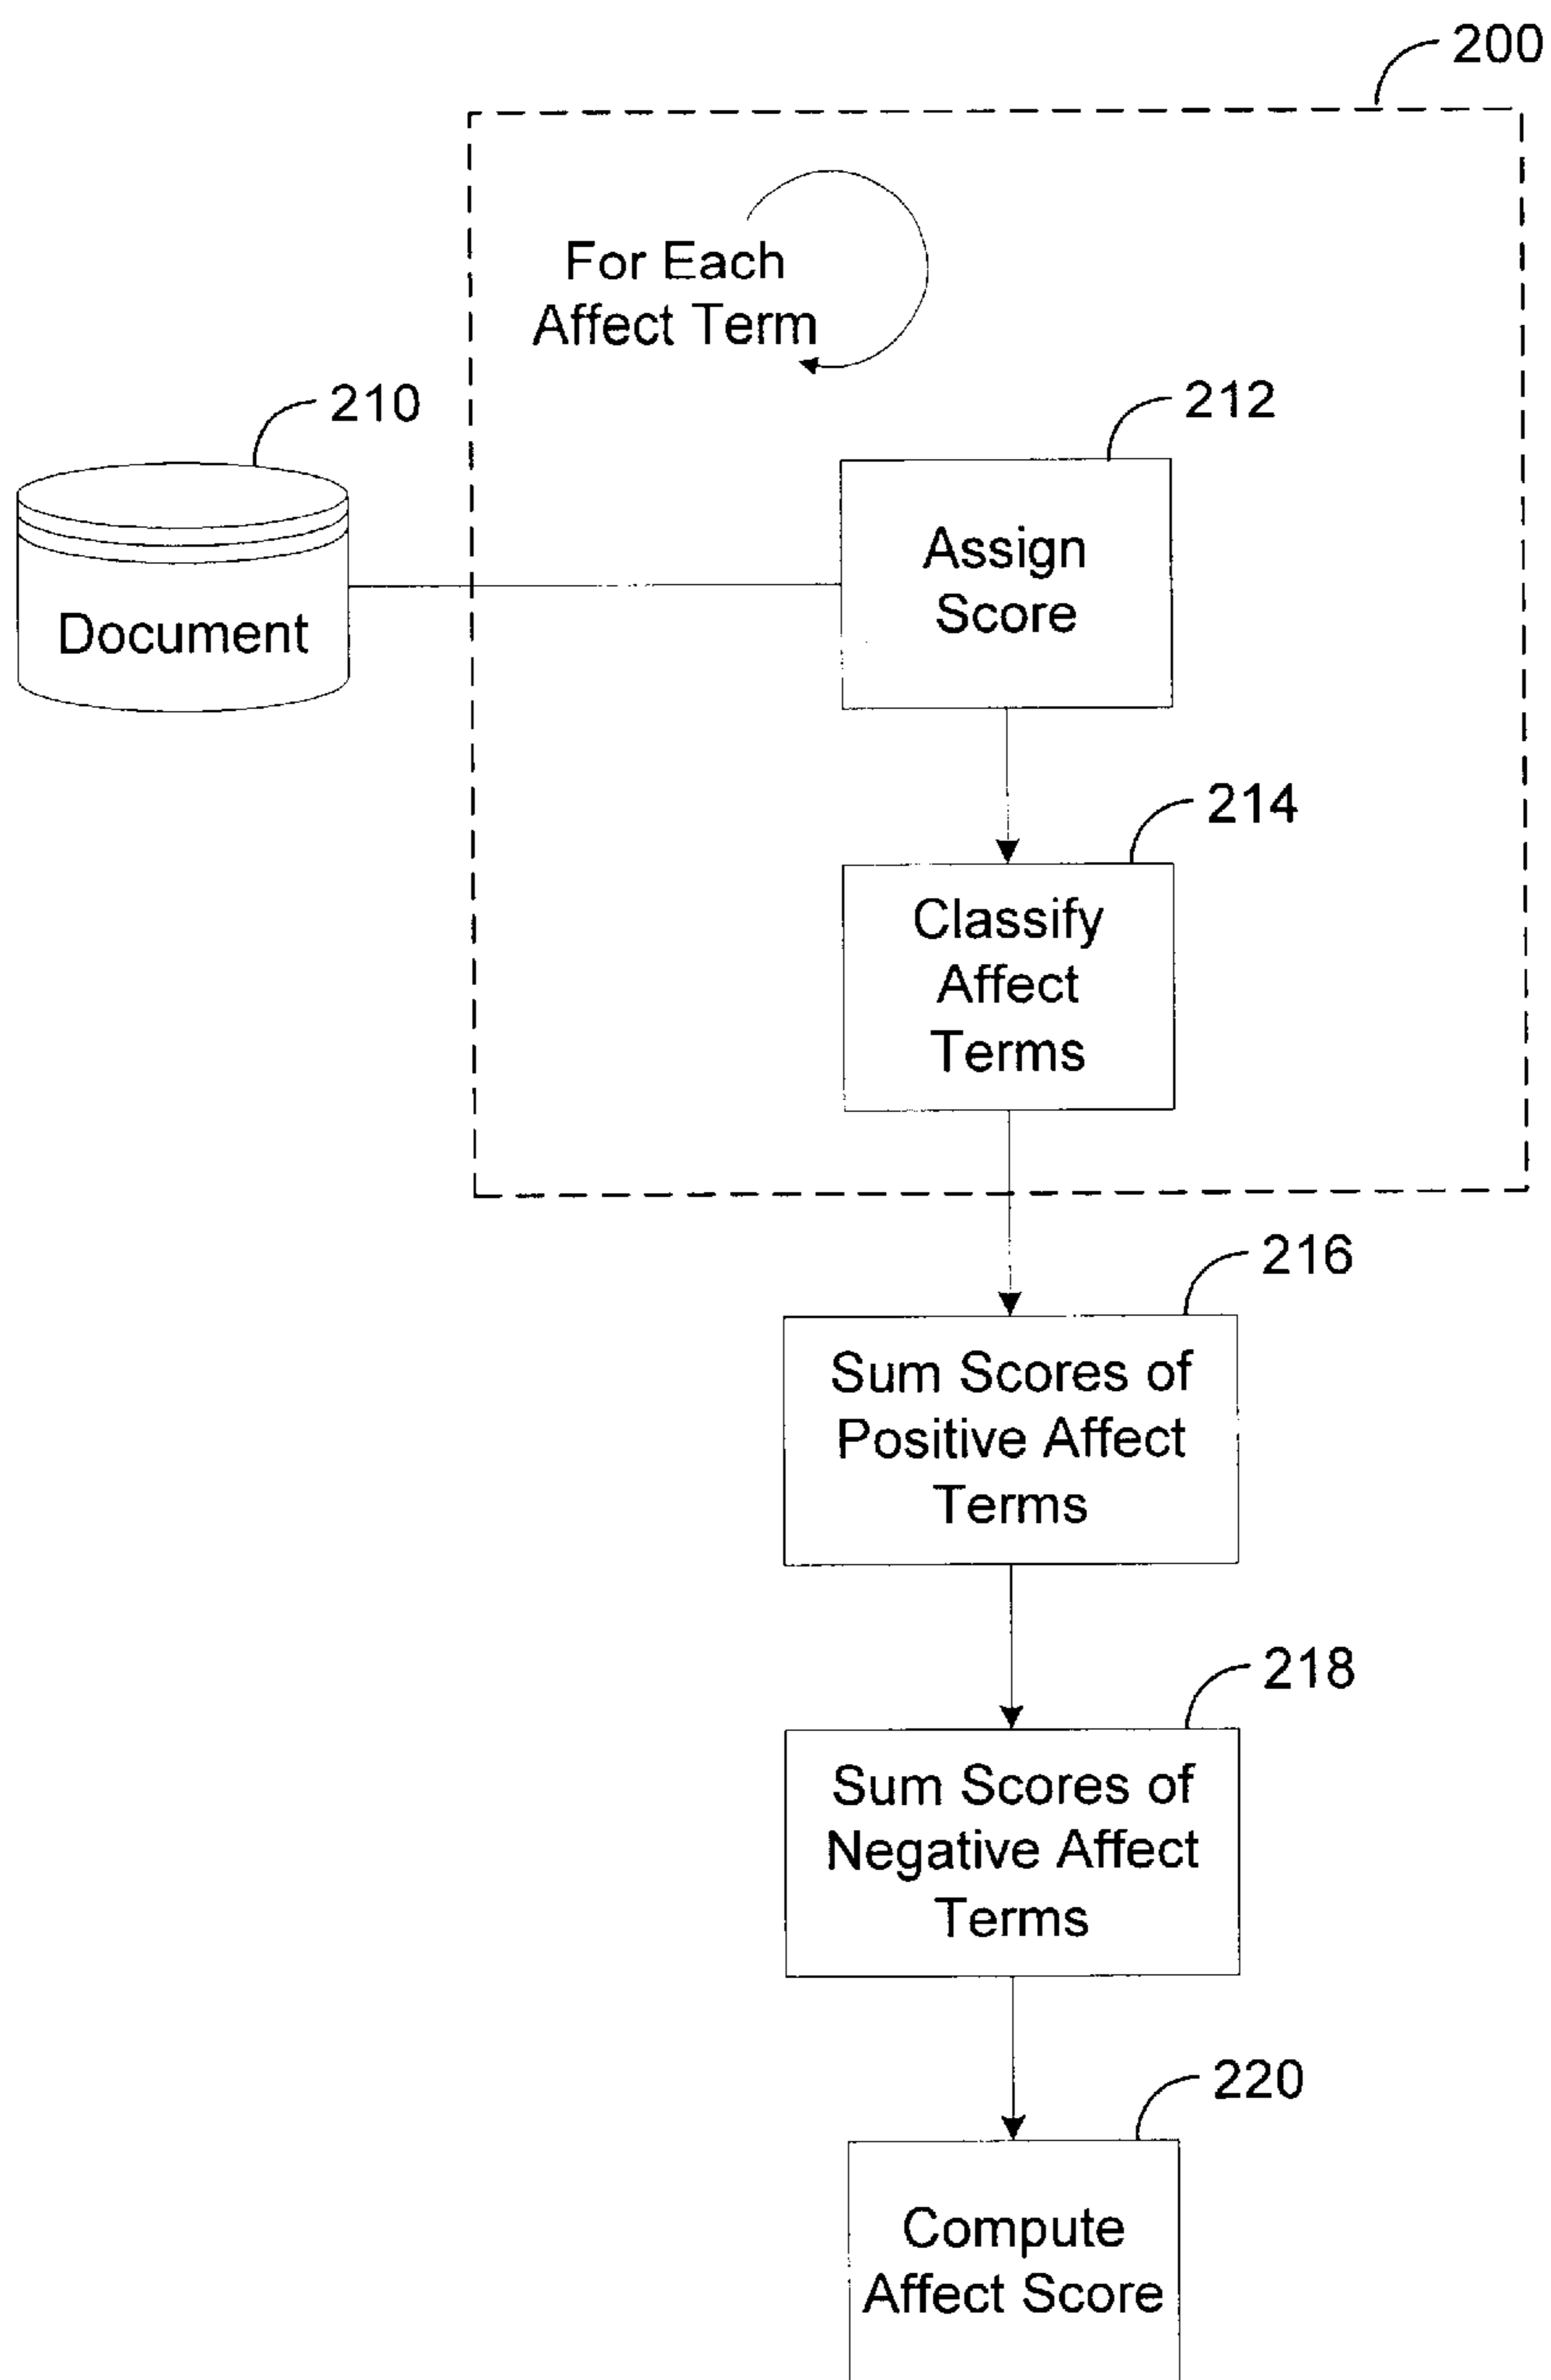 200
For Each
Affect Term
210
212
Document
Assign
Score
214
Classify
Affect
Terms
216
Sum Scores of
Positive Affect
Terms
218
Sum Scores of
Negative Affect
Terms
220
Compute
Affect Score